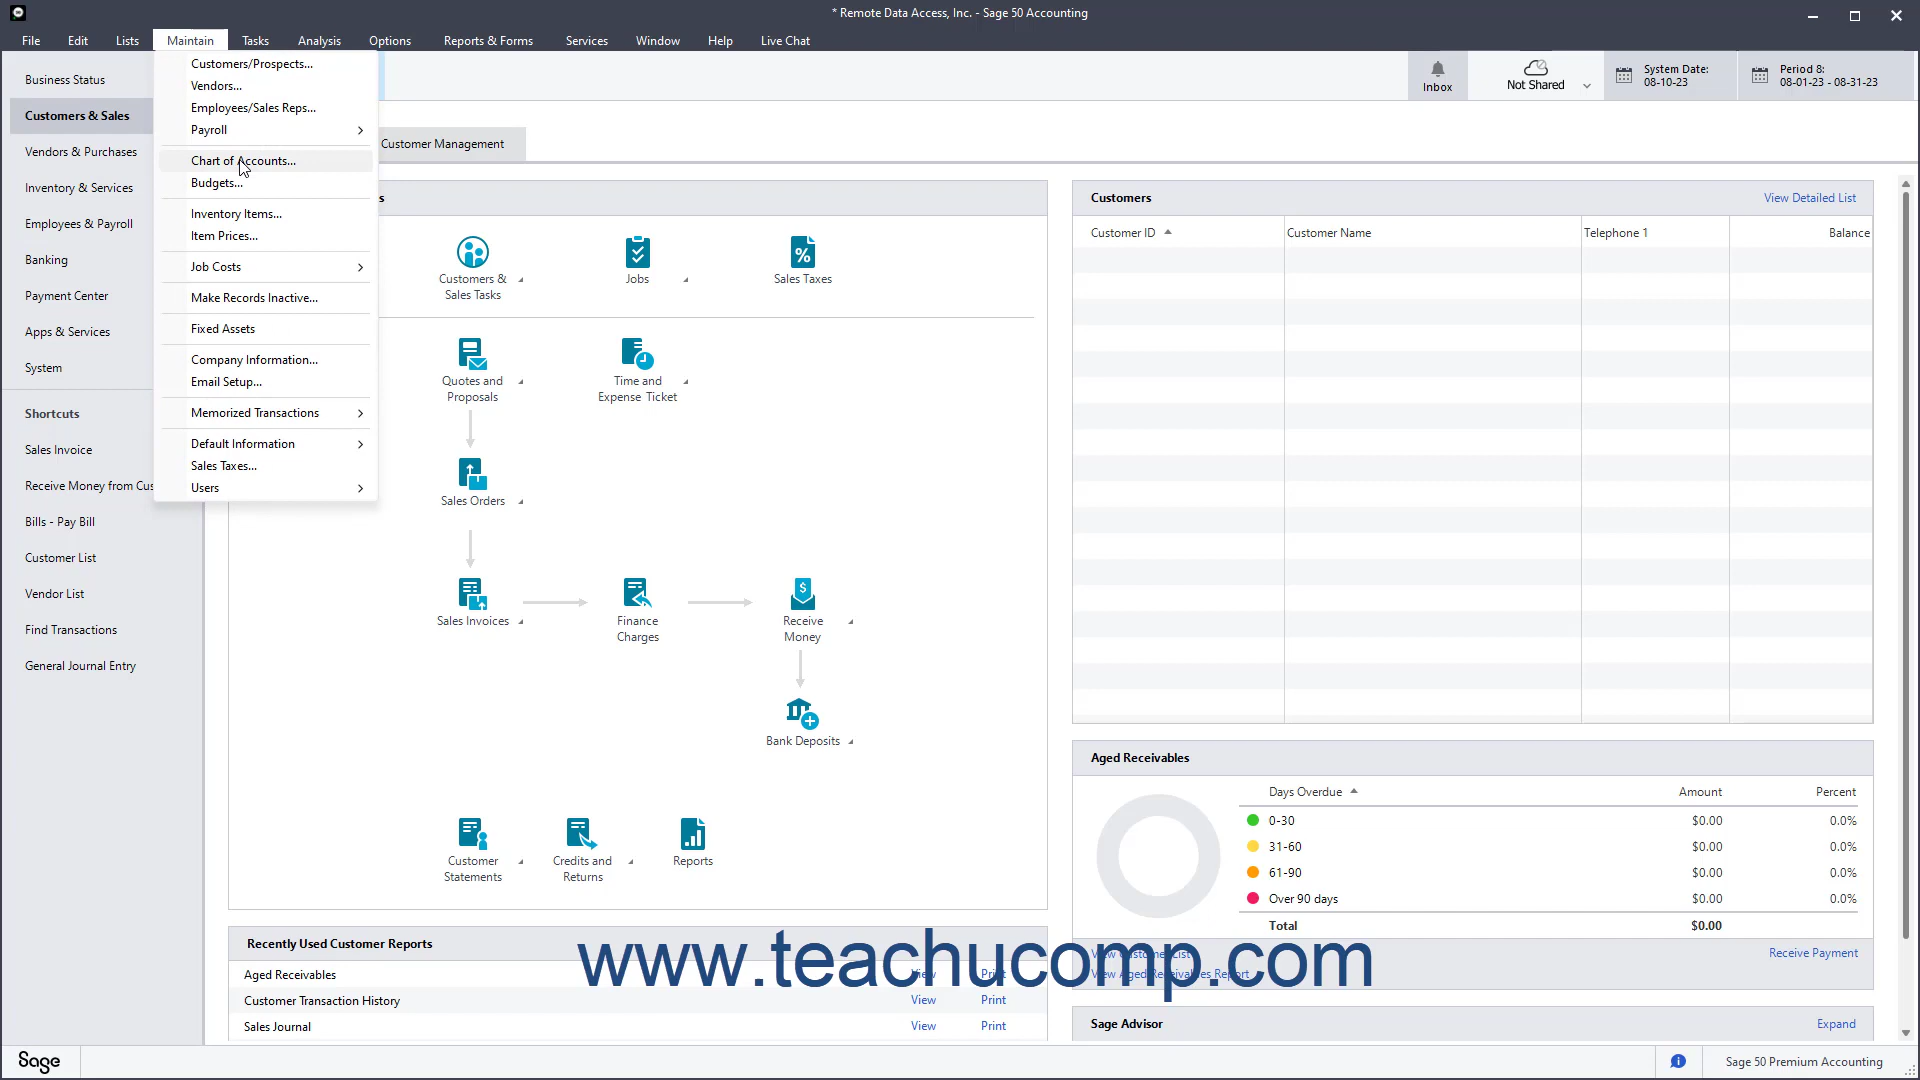 * Remote Data Access, Inc. - Sage 50 Accounting
File Edit Lists Maintain Tasks Analysis Options Reports & Forms Services Window Help Live Chat
Inbox
Not Shared
System Date:
08-10-23
Period 8:
08-01-23 - 08-31-23
Business Status
Customers & Sales
Vendors & Purchases
Inventory & Services
Employees & Payroll
Banking
Payment Center
Apps & Services
System
Shortcuts
Sales Invoice
Receive Money from Cus
Bills - Pay Bill
Customer List
Vendor List
Find Transactions
General Journal Entry
Customers/Prospects...
Vendors...
Employees/Sales Reps...
Payroll
Chart of Accounts...
Budgets...
Inventory Items...
Item Prices...
Job Costs
Make Records Inactive...
Fixed Assets
Company Information...
Email Setup...
Memorized Transactions
Default Information
Sales Taxes...
Users
Customer Management
s
Customers &
Sales Tasks
Jobs
Sales Taxes
Quotes and
Proposals
Time and
Expense Ticket
Sales Orders
Sales Invoices
Finance
Charges
Receive
Money
Bank Deposits
Customer
Statements
Credits and
Returns
Reports
Recently Used Customer Reports
Aged Receivables View Print
Customer Transaction History View Print
Sales Journal View Print
Customers View Detailed List
Customer ID Customer Name Telephone 1 Balance
Aged Receivables
Days Overdue Amount Percent
0-30 $0.00 0.0%
31-60 $0.00 0.0%
61-90 $0.00 0.0%
Over 90 days $0.00 0.0%
Total $0.00
View Customer List Receive Payment
View Aged Receivables Report
Sage Advisor Expand
www.teachucomp.com
Sage
Sage 50 Premium Accounting